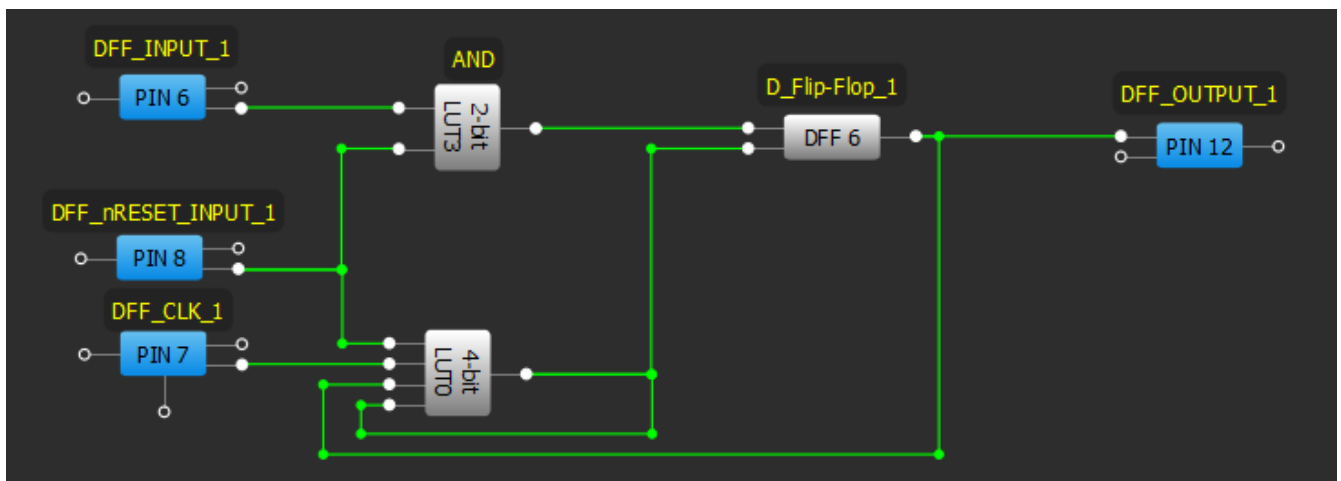 DFF_INPUT_1
PIN 6
AND
2-bit
LUT3
D_Flip-Flop_1
DFF 6
DFF_OUTPUT_1
PIN 12
DFF_nRESET_INPUT_1
PIN 8
DFF_CLK_1
PIN 7
4-bit
LUT0